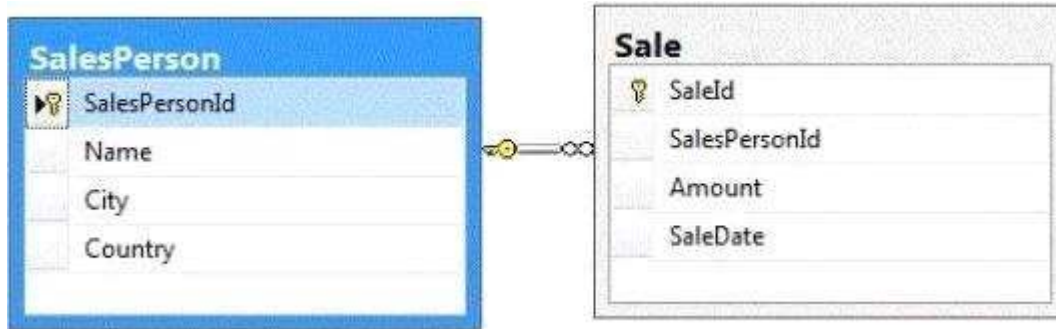 SalesPerson
SalesPersonId
Name
City
Country
Sale
SaleId
SalesPersonId
Amount
SaleDate